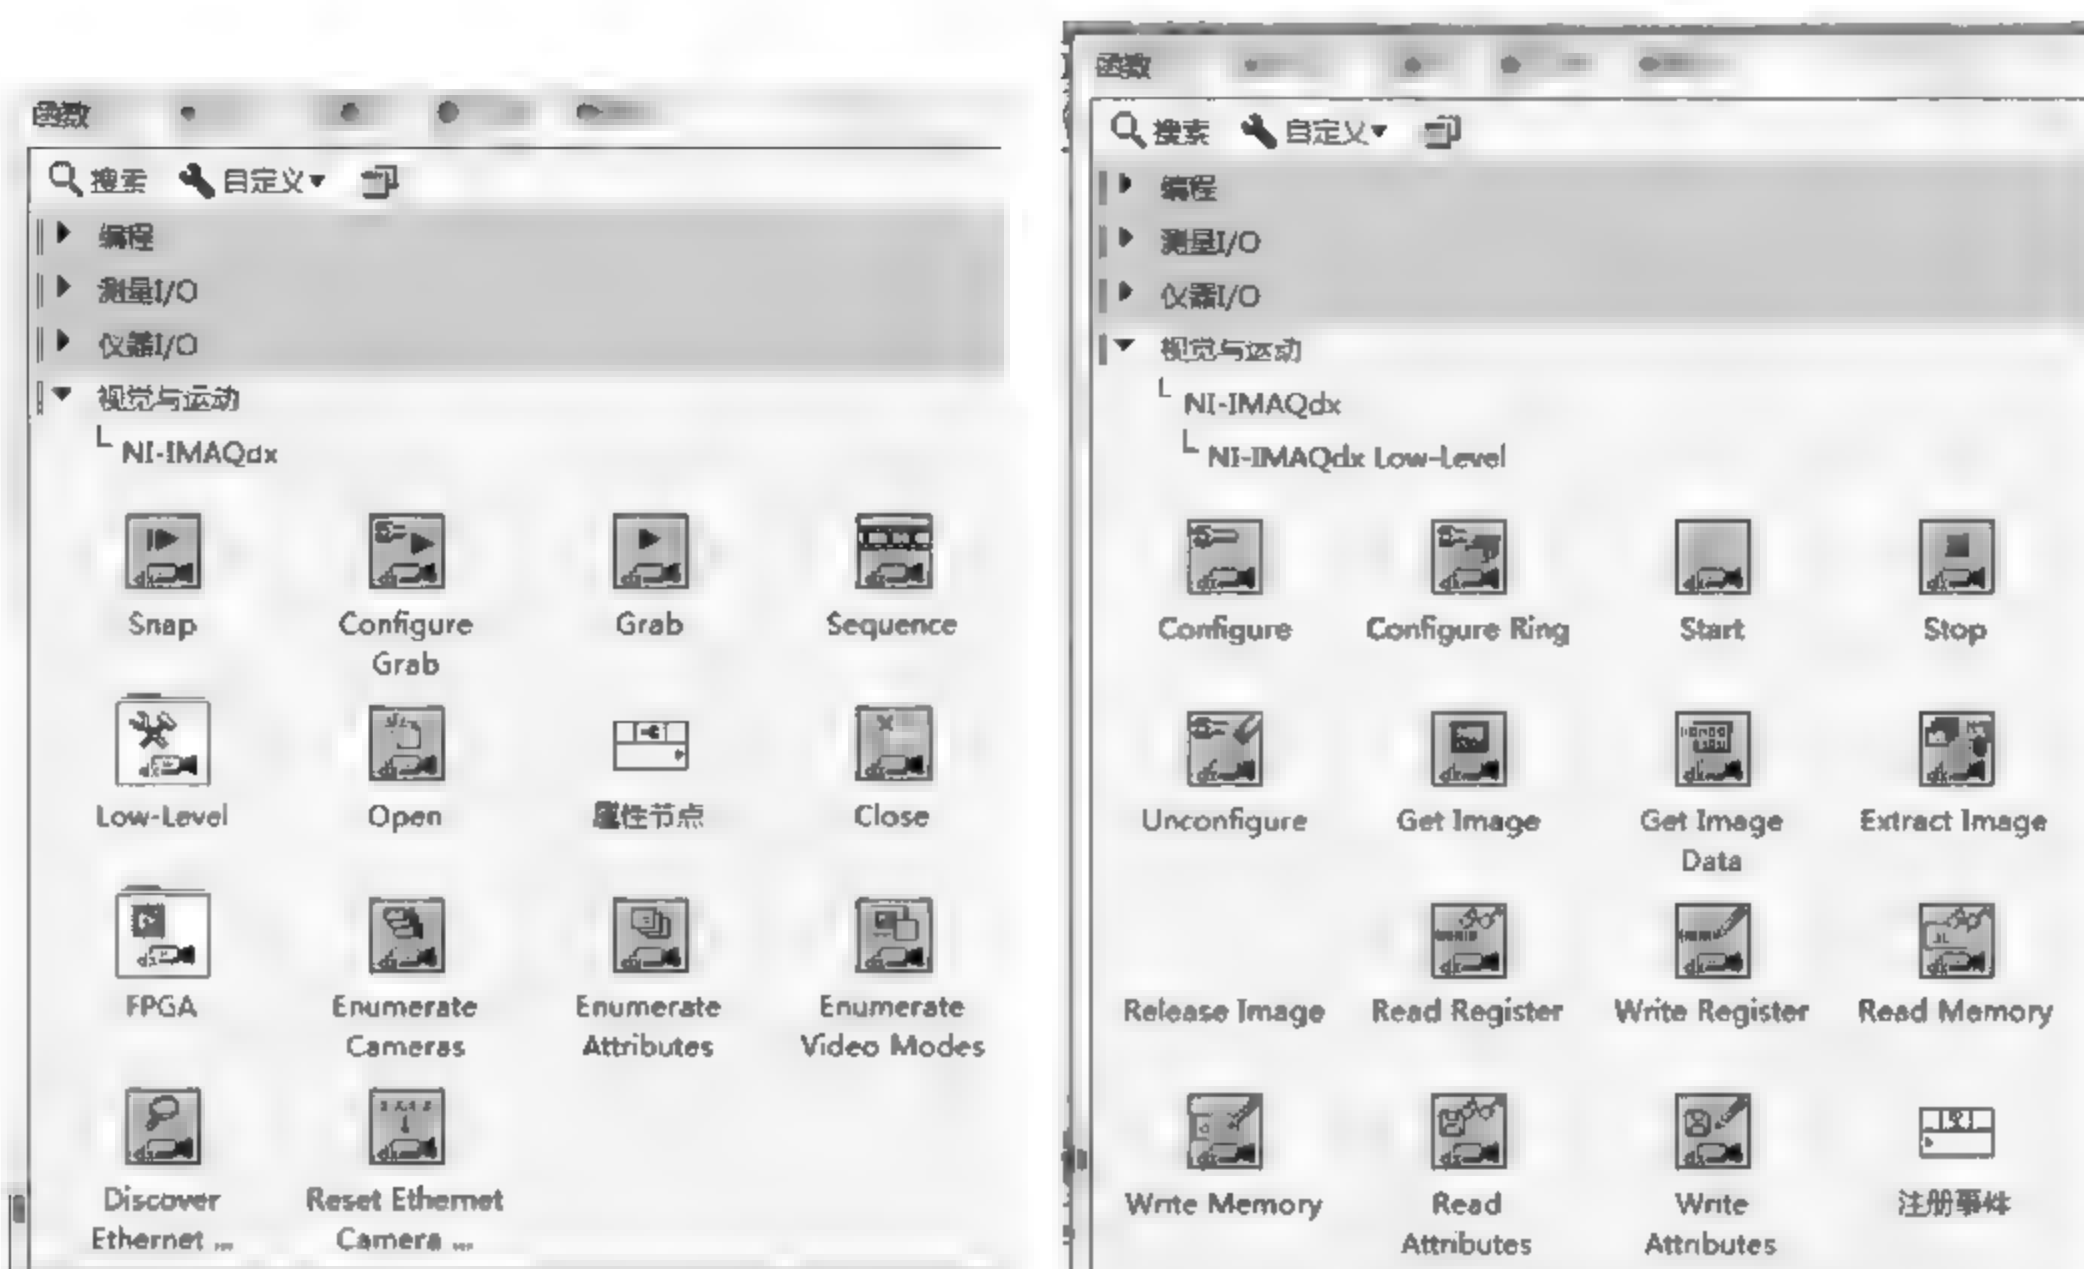 函数
搜索 自定义
编程
测量I/O
仪器I/O
视觉与运动
NI-IMAQdx
Snap Configure Grab Sequence
Grab
Low-Level Open 属性节点 Close
FPGA Enumerate Enumerate Enumerate
Cameras Attributes Video Modes
Discover Reset Ethernet
Ethernet ... Camera ...
函数
搜索 自定义
编程
测量I/O
仪器I/O
视觉与运动
NI-IMAQdx
NI-IMAQdx Low-Level
Configure Configure Ring Start Stop
Unconfigure Get Image Get Image Extract Image
Data
Release Image Read Register Write Register Read Memory
Write Memory Read Write 注册事件
Attributes Attributes